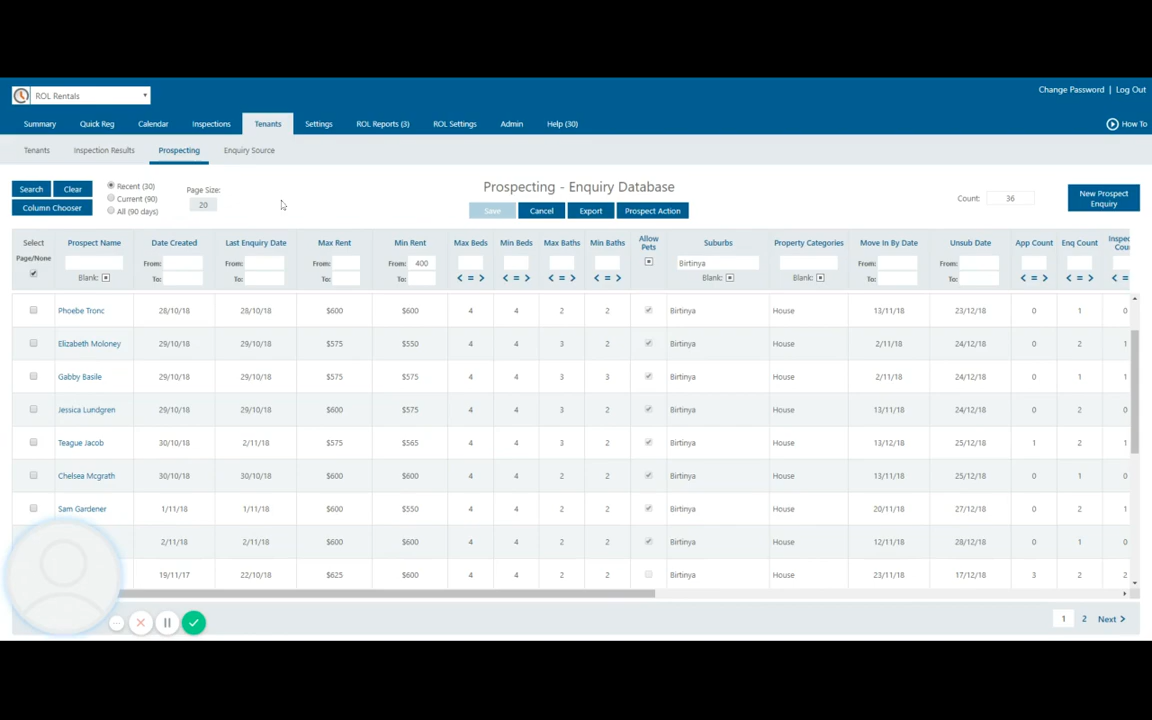 ROL Rentals
Change Password | Log Out
Summary Quick Reg Calendar Inspections Tenants Settings ROL Reports (3) ROL Settings Admin Help (30) How To
Tenants Inspection Results Prospecting Enquiry Source
Search Clear Recent (30) Page Size: Prospecting - Enquiry Database
Current (90) Count: 36 New Prospect Enquiry
Column Chooser All (90 days) 20 Save Cancel Export Prospect Action
Select Prospect Name Date Created Last Enquiry Date Max Rent Min Rent Max Beds Min Beds Max Baths Min Baths Allow Pets Suburbs Property Categories Move In By Date Unsub Date App Count Enq Count Inspec Cou
Page/None From: From: From: From: 400 Birtinya From: From:
Blank: To: To: To: To: < = > < = > < = > < = > Blank: Blank: To: To: < = > < = > < =
Phoebe Tronc 28/10/18 28/10/18 $600 $600 4 4 2 2 Birtinya House 13/11/18 23/12/18 0 1 0
Elizabeth Moloney 29/10/18 29/10/18 $575 $550 4 4 3 2 Birtinya House 2/11/18 24/12/18 0 2 1
Gabby Basile 29/10/18 29/10/18 $575 $575 4 4 3 3 Birtinya House 2/11/18 24/12/18 0 1 1
Jessica Lundgren 29/10/18 29/10/18 $600 $575 4 4 3 2 Birtinya House 13/11/18 24/12/18 0 2 0
Teague Jacob 30/10/18 2/11/18 $575 $565 4 4 3 2 Birtinya House 13/12/18 25/12/18 1 2 1
Chelsea Mcgrath 30/10/18 30/10/18 $600 $600 4 4 2 2 Birtinya House 13/11/18 25/12/18 0 1 0
Sam Gardener 1/11/18 1/11/18 $600 $550 4 4 2 2 Birtinya House 20/11/18 27/12/18 0 2 1
2/11/18 2/11/18 $600 $600 4 4 2 2 Birtinya House 12/11/18 28/12/18 0 1 0
19/11/17 22/10/18 $625 $600 4 4 2 2 Birtinya House 23/11/18 17/12/18 3 2 2
1 2 Next >